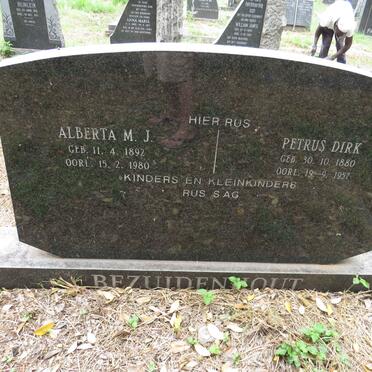 HIER RUS
ALBERTA M. J.
GEB. 11. 4. 1892
OORL. 15. 2. 1980
PETRUS DIRK
GEB. 30. 10. 1880
OORL. 19. 9. 1957
KINDERS EN KLEINKINDERS
RUS SAG
BEZUIDENHOUT